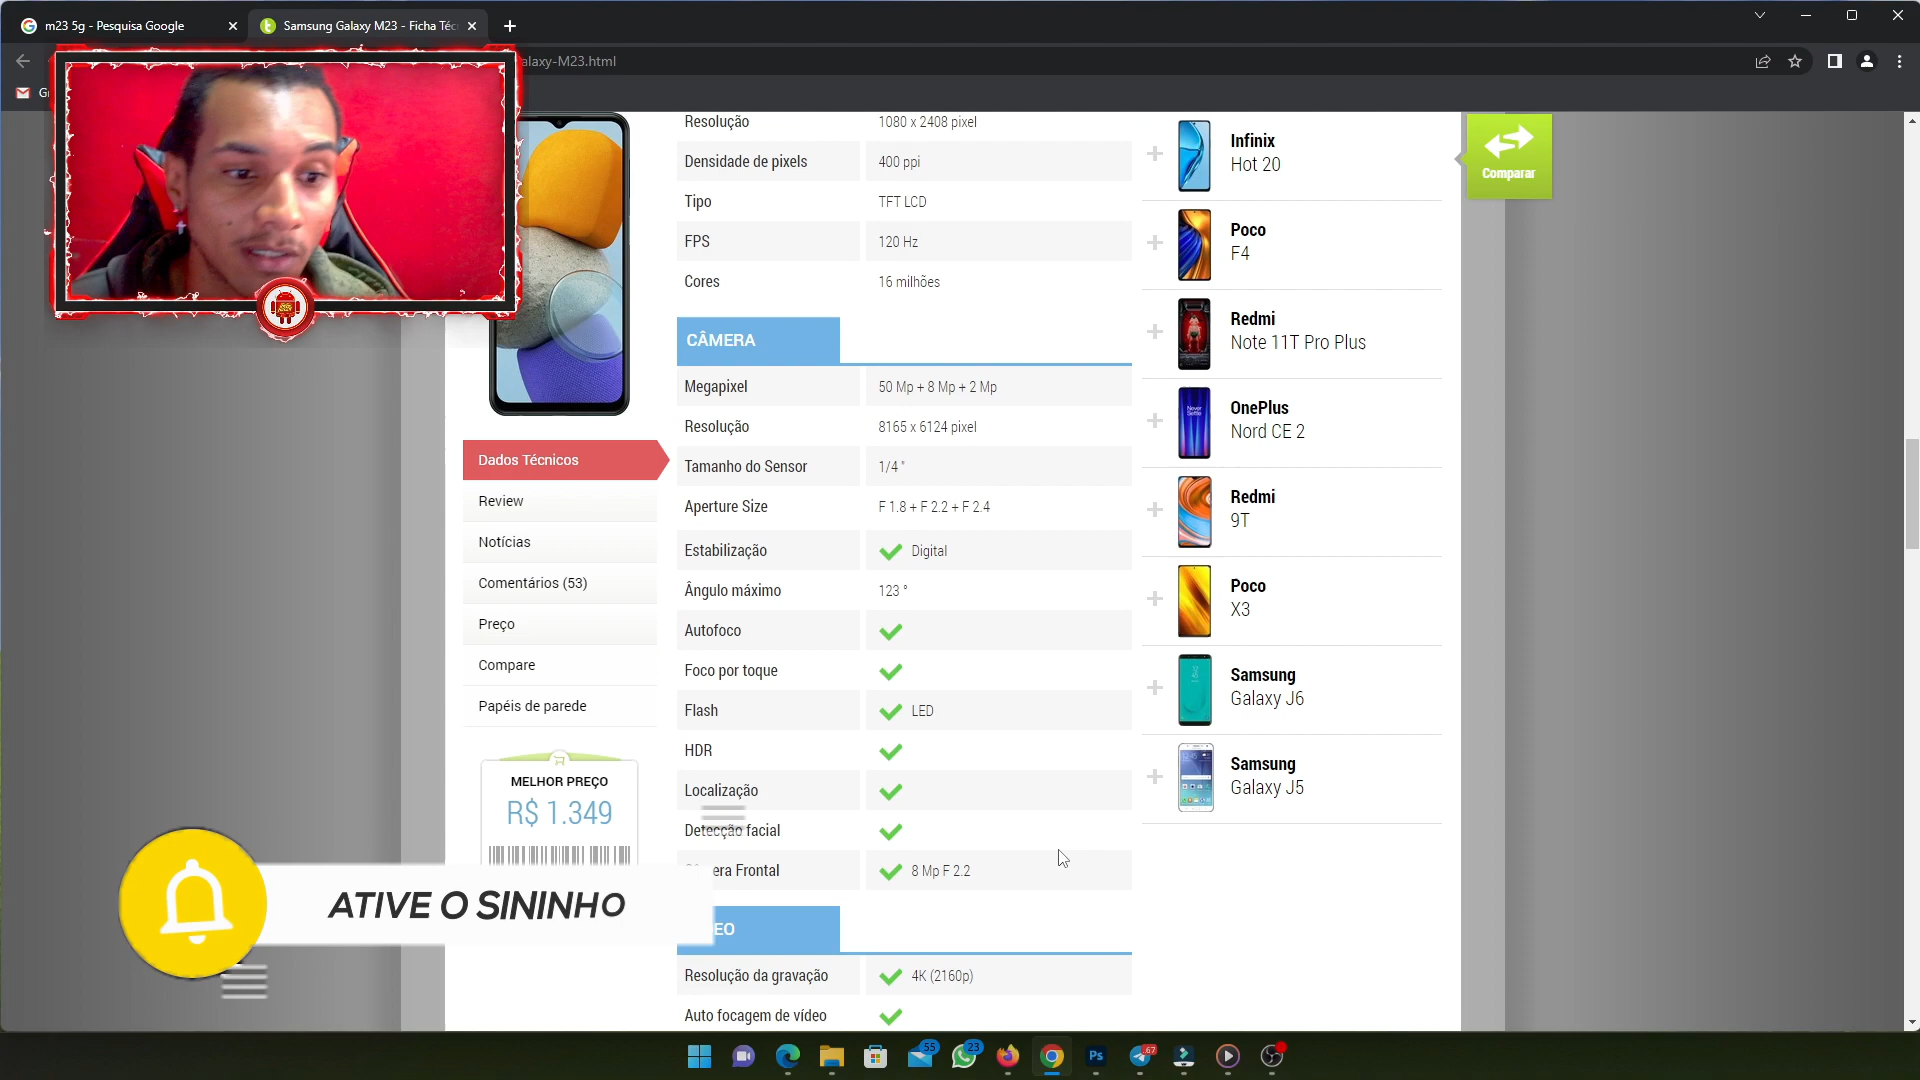 m23 5g - Pesquisa Google
Samsung Galaxy M23 - Ficha Téc
alaxy-M23.html
Resolução 1080 x 2408 pixel
Densidade de pixels 400 ppi
Tipo TFT LCD
FPS 120 Hz
Cores 16 milhões
CÂMERA
Megapixel 50 Mp + 8 Mp + 2 Mp
Resolução 8165 x 6124 pixel
Tamanho do Sensor 1/4 "
Aperture Size F 1.8 + F 2.2 + F 2.4
Estabilização Digital
Ângulo máximo 123 °
Autofoco
Foco por toque
Flash LED
HDR
Localização
Detecção facial
era Frontal 8 Mp F 2.2
EO
Resolução da gravação 4K (2160p)
Auto focagem de vídeo
Dados Técnicos
Review
Notícias
Comentários (53)
Preço
Compare
Papéis de parede
MELHOR PREÇO
R$ 1.349
ATIVE O SININHO
Infinix
Hot 20
Poco
F4
Redmi
Note 11T Pro Plus
OnePlus
Nord CE 2
Redmi
9T
Poco
X3
Samsung
Galaxy J6
Samsung
Galaxy J5
Comparar
55
23
Ps
67